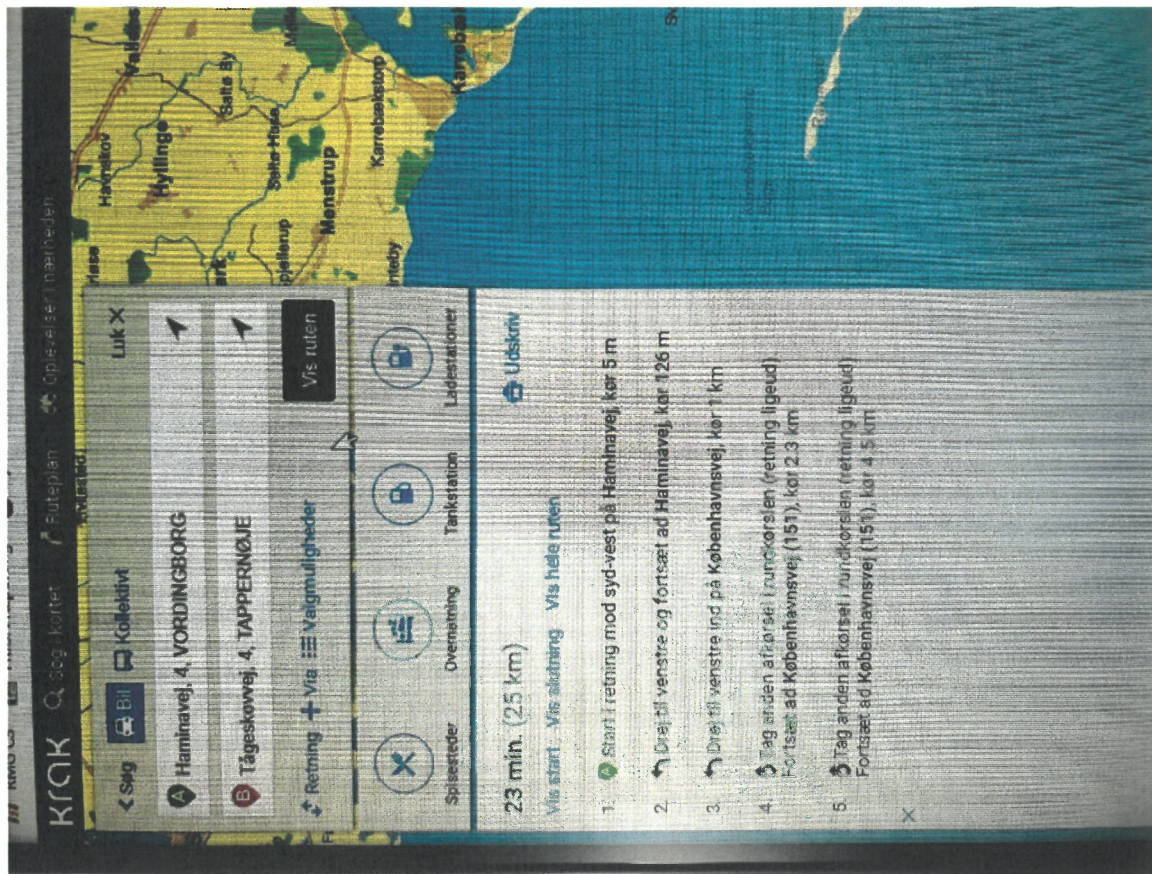 KRAK Søg kortet Ruteplan Oplevelser i nærheden
Søg Bil Kollektivt Luk X
A Haminavej, 4, VORDINGBORG
B Tågeskovvej, 4, TAPPERNØJE
Retning + Via Valgmuligheder Vis ruten
Spisesteder Overnatning Tankstation Ladestationer
23 min. (25 km) Udskriv
Vis start Vis slutning Vis hele ruten
1. A Start i retning mod syd-vest på Haminavej, kør 5 m
2. Drej til venstre og fortsæt ad Haminavej, kør 126 m
3. Drej til venstre ind på Københavnsvej, kør 1 km
4. Tag anden afkørsel i rundkørslen (retning ligeud)
Fortsæt ad Københavnsvej (151), kør 2.3 km
5. Tag anden afkørsel i rundkørslen (retning ligeud)
Fortsæt ad Københavnsvej (151), kør 4.5 km
Havnelev
Hyllinge
Saltø By
Saltø Huse
Menstrup
Karrebækstorp